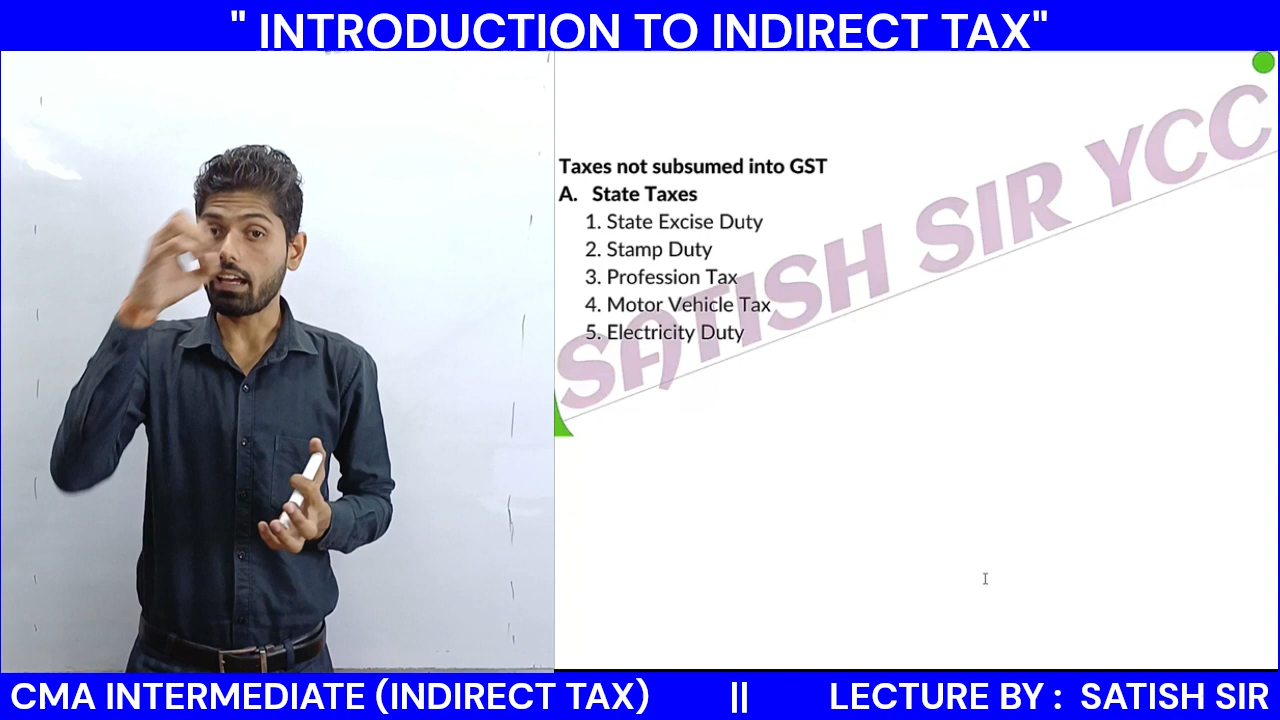 " INTRODUCTION TO INDIRECT TAX"
SATISH SIR YCC
Taxes not subsumed into GST
A. State Taxes
1. State Excise Duty
2. Stamp Duty
3. Profession Tax
4. Motor Vehicle Tax
5. Electricity Duty
CMA INTERMEDIATE (INDIRECT TAX) || LECTURE BY : SATISH SIR